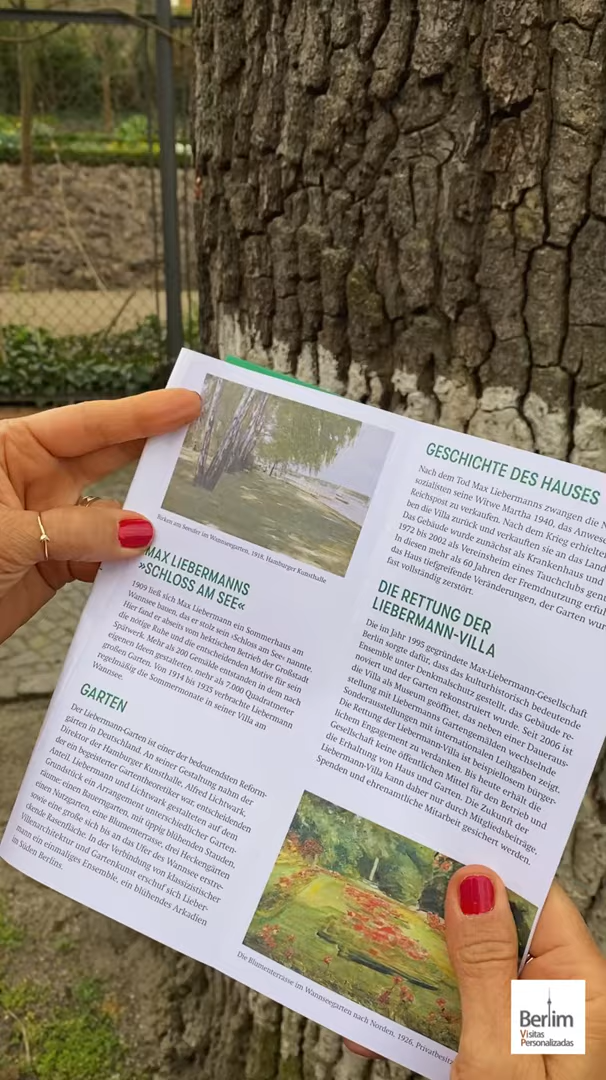 Birken am Seeufer im Wannseegarten, 1918, Hamburger Kunsthalle
MAX LIEBERMANNS
»SCHLOSS AM SEE«
1909 ließ sich Max Liebermann ein Sommerhaus am
Wannsee bauen, das er stolz sein ›Schloss am See‹ nannte.
Hier fand er abseits vom hektischen Betrieb der Großstadt
die nötige Ruhe und die entscheidenden Motive für sein
Spätwerk. Mehr als 200 Gemälde entstanden in dem nach
eigenen Ideen gestalteten, mehr als 7.000 Quadratmeter
großen Garten. Von 1914 bis 1935 verbrachte Liebermann
regelmäßig die Sommermonate in seiner Villa am
Wannsee.
GARTEN
Der Liebermann-Garten ist einer der bedeutendsten Reform-
gärten in Deutschland. An seiner Gestaltung nahm der
Direktor der Hamburger Kunsthalle, Alfred Lichtwark,
der ein begeisterter Gartentheoretiker war, entscheidenden
Anteil. Liebermann und Lichtwark gestalteten auf dem
Grundstück ein Arrangement unterschiedlicher Garten-
räume: einen Bauerngarten, mit üppig blühenden Stauden,
einen Nutzgarten, eine Blumenterrasse, drei Heckengärten
sowie eine große sich bis an das Ufer des Wannsee erstre-
ckende Rasenfläche. In der Verbindung von klassizistischer
Villenarchitektur und Gartenkunst erschuf sich Lieber-
mann ein einmaliges Ensemble, ein blühendes Arkadien
im Süden Berlins.
GESCHICHTE DES HAUSES
Nach dem Tod Max Liebermanns zwangen die
sozialisten seine Witwe Martha 1940, das Anwese
Reichspost zu verkaufen. Nach dem Krieg erhielte
ben die Villa zurück und verkauften sie an das Land
Das Gebäude wurde zunächst als Krankenhaus und
1972 bis 2002 als Vereinsheim eines Tauchclubs genu
In diesen mehr als 60 Jahren der Fremdnutzung erfu
das Haus tiefgreifende Veränderungen, der Garten wur
fast vollständig zerstört.
DIE RETTUNG DER
LIEBERMANN-VILLA
Die im Jahr 1995 gegründete Max-Liebermann-Gesellschaft
Berlin sorgte dafür, dass das kulturhistorisch bedeutende
Ensemble unter Denkmalschutz gestellt, das Gebäude re-
noviert und der Garten rekonstruiert wurde. Seit 2006 ist
die Villa als Museum geöffnet, das neben einer Daueraus-
stellung mit Liebermanns Gartengemälden wechselnde
Sonderausstellungen mit internationalen Leihgaben zeigt.
Die Rettung der Liebermann-Villa ist beispiellosem bürger-
lichem Engagement zu verdanken. Bis heute erhält die
Gesellschaft keine öffentlichen Mittel für den Betrieb und
die Erhaltung von Haus und Garten. Die Zukunft der
Liebermann-Villa kann daher nur durch Mitgliedsbeiträge,
Spenden und ehrenamtliche Mitarbeit gesichert werden.
Die Blumenterrasse im Wannseegarten nach Norden, 1926, Privatbesitz
Berlim
Visitas
Personalizadas